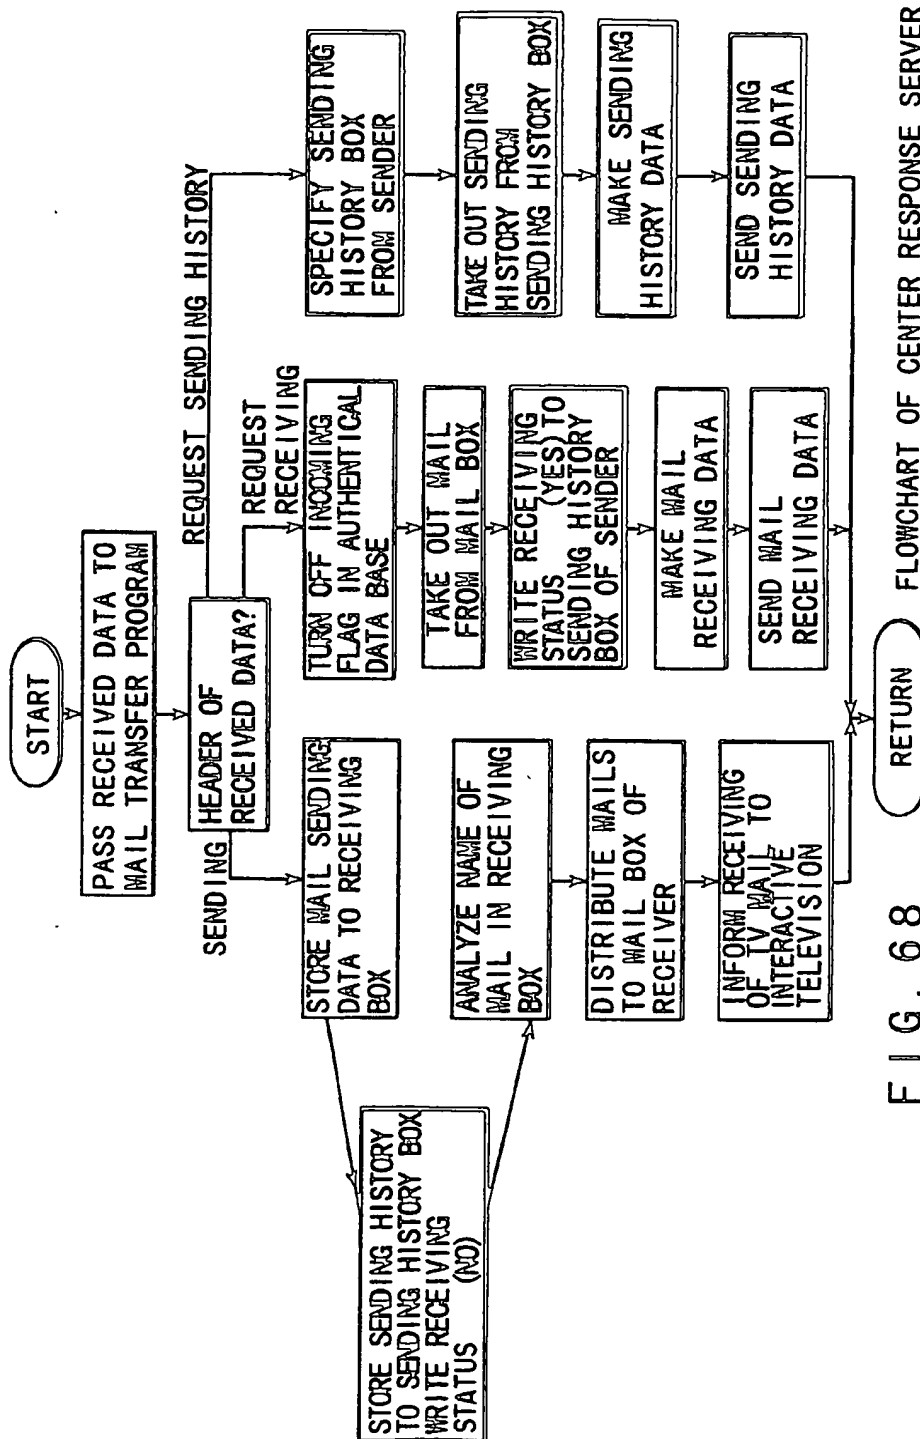 START
PASS RECEIVED DATA TO
MAIL TRANSFER PROGRAM
HEADER OF
RECEIVED DATA?
SENDING
REQUEST
RECEIVING
REQUEST SENDING HISTORY
STORE MAIL SENDING
DATA TO RECEIVING
BOX
STORE SENDING HISTORY
TO SENDING HISTORY BOX
WRITE RECEIVING
STATUS (NO)
ANALYZE NAME OF
MAIL IN RECEIVING
BOX
DISTRIBUTE MAILS
TO MAIL BOX OF
RECEIVER
INFORM RECEIVING
OF TV MAIL TO
INTERACTIVE
TELEVISION
TURN OFF INCOMING
FLAG IN AUTHENTICAL
DATA BASE
TAKE OUT MAIL
FROM MAIL BOX
WRITE RECEIVING
STATUS (YES) TO
SENDING HISTORY
BOX OF SENDER
MAKE MAIL
RECEIVING DATA
SEND MAIL
RECEIVING DATA
SPECIFY SENDING
HISTORY BOX
FROM SENDER
TAKE OUT SENDING
HISTORY FROM
SENDING HISTORY BOX
MAKE SENDING
HISTORY DATA
SEND SENDING
HISTORY DATA
RETURN
FIG. 68
FLOWCHART OF CENTER RESPONSE SERVER